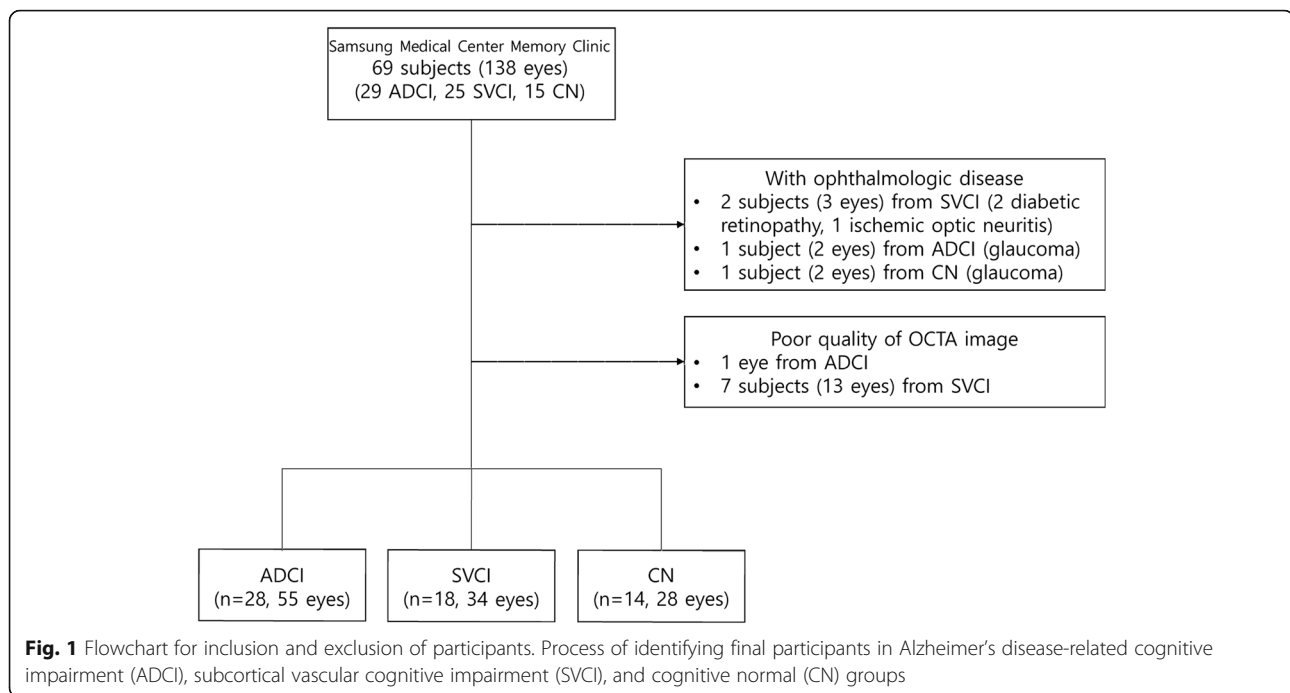 Samsung Medical Center Memory Clinic
69 subjects (138 eyes)
(29 ADCI, 25 SVCI, 15 CN)
With ophthalmologic disease
• 2 subjects (3 eyes) from SVCI (2 diabetic
retinopathy, 1 ischemic optic neuritis)
• 1 subject (2 eyes) from ADCI (glaucoma)
• 1 subject (2 eyes) from CN (glaucoma)
Poor quality of OCTA image
• 1 eye from ADCI
• 7 subjects (13 eyes) from SVCI
ADCI
(n=28, 55 eyes)
SVCI
(n=18, 34 eyes)
CN
(n=14, 28 eyes)
Fig. 1 Flowchart for inclusion and exclusion of participants. Process of identifying final participants in Alzheimer's disease-related cognitive
impairment (ADCI), subcortical vascular cognitive impairment (SVCI), and cognitive normal (CN) groups